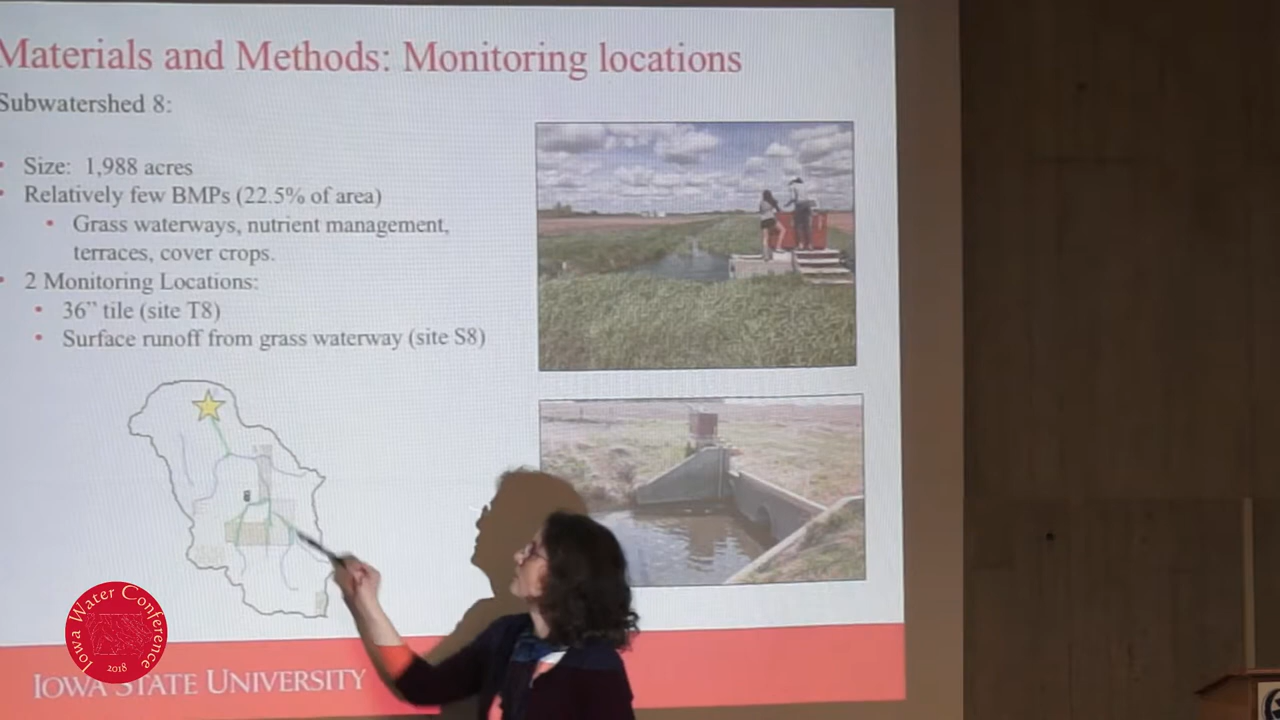 Materials and Methods: Monitoring locations
Subwatershed 8:
• Size: 1,988 acres
• Relatively few BMPs (22.5% of area)
• Grass waterways, nutrient management,
terraces, cover crops.
• 2 Monitoring Locations:
• 36” tile (site T8)
• Surface runoff from grass waterway (site S8)
8
Iowa Water Conference
2018
IOWA STATE UNIVERSITY